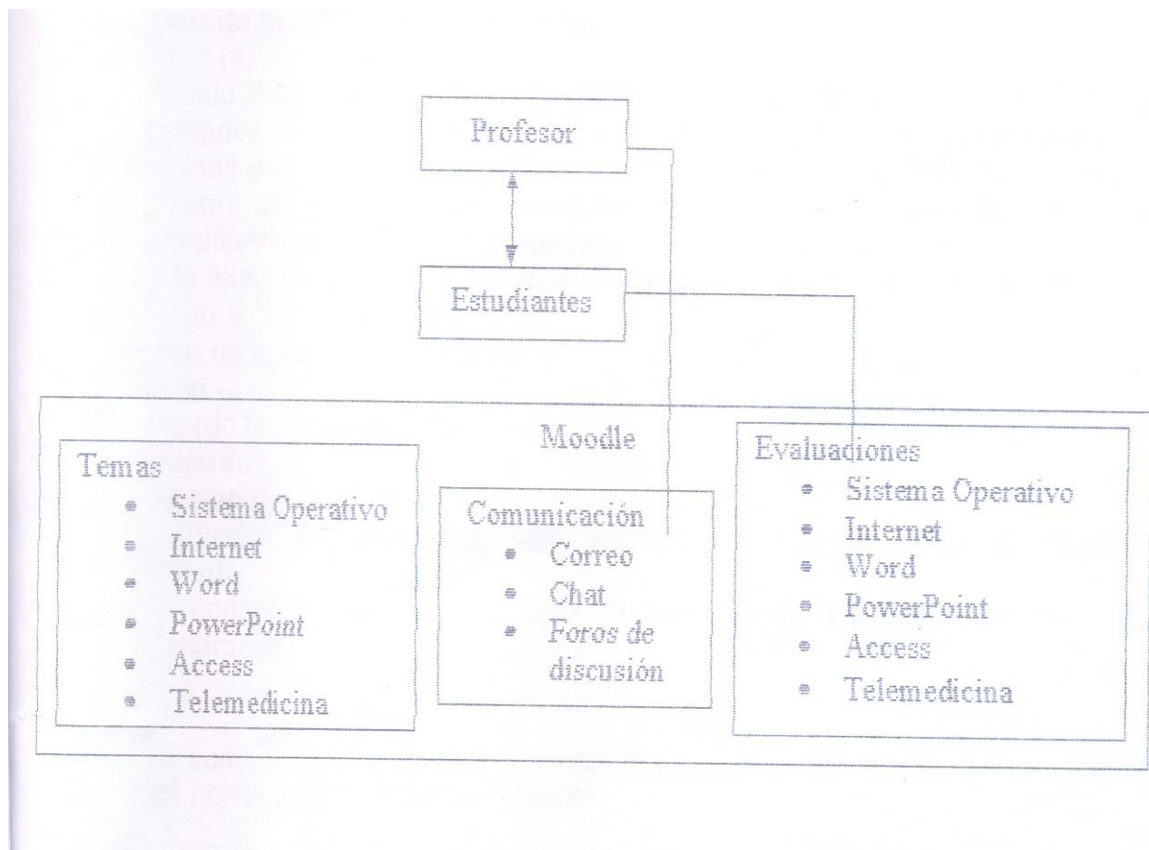 Profesor
Estudiantes
Moodle
Temas
• Sistema Operativo
• Internet
• Word
• PowerPoint
• Access
• Telemedicina
Comunicación
• Correo
• Chat
• Foros de
discusión
Evaluaciones
• Sistema Operativo
• Internet
• Word
• PowerPoint
• Access
• Telemedicina